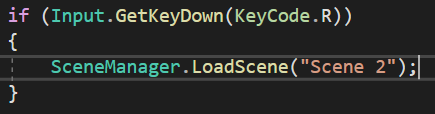 if (Input.GetKeyDown(KeyCode.R))
{
    SceneManager.LoadScene("Scene 2");
}